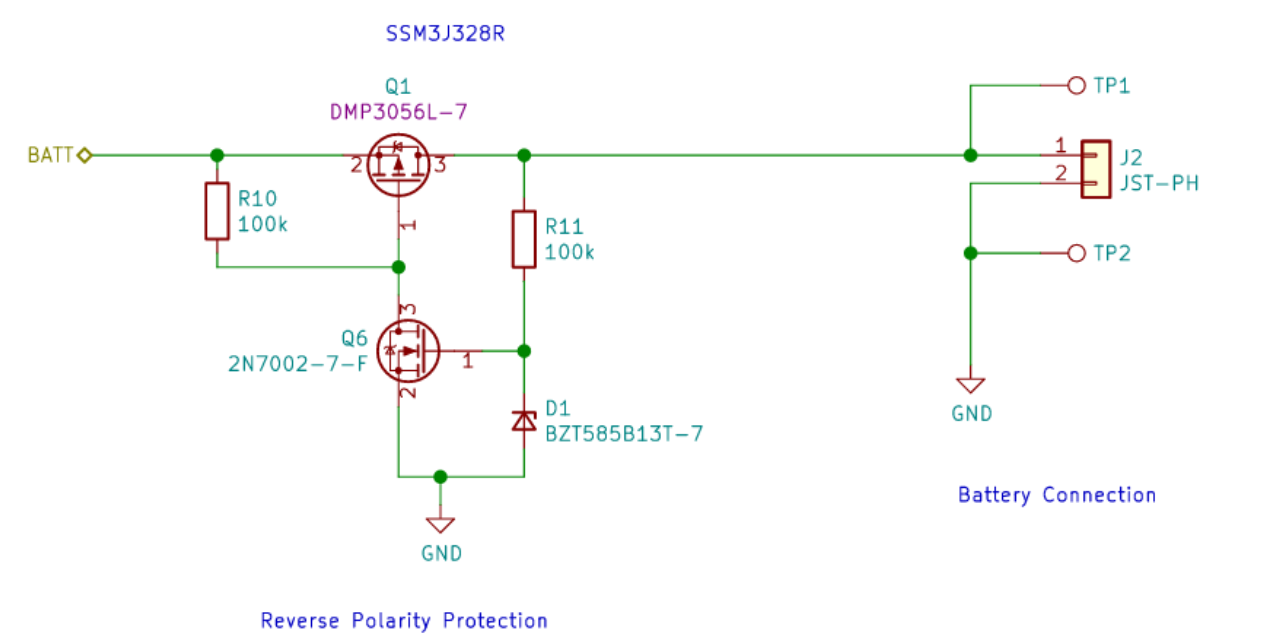 SSM3J328R
Q1
DMP3056L-7
TP1
BATT
2
3
1
J2
2
JST-PH
R10
100k
1
R11
100k
TP2
3
Q6
2N7002-7-F
1
2
D1
BZT585B13T-7
GND
Battery Connection
GND
Reverse Polarity Protection